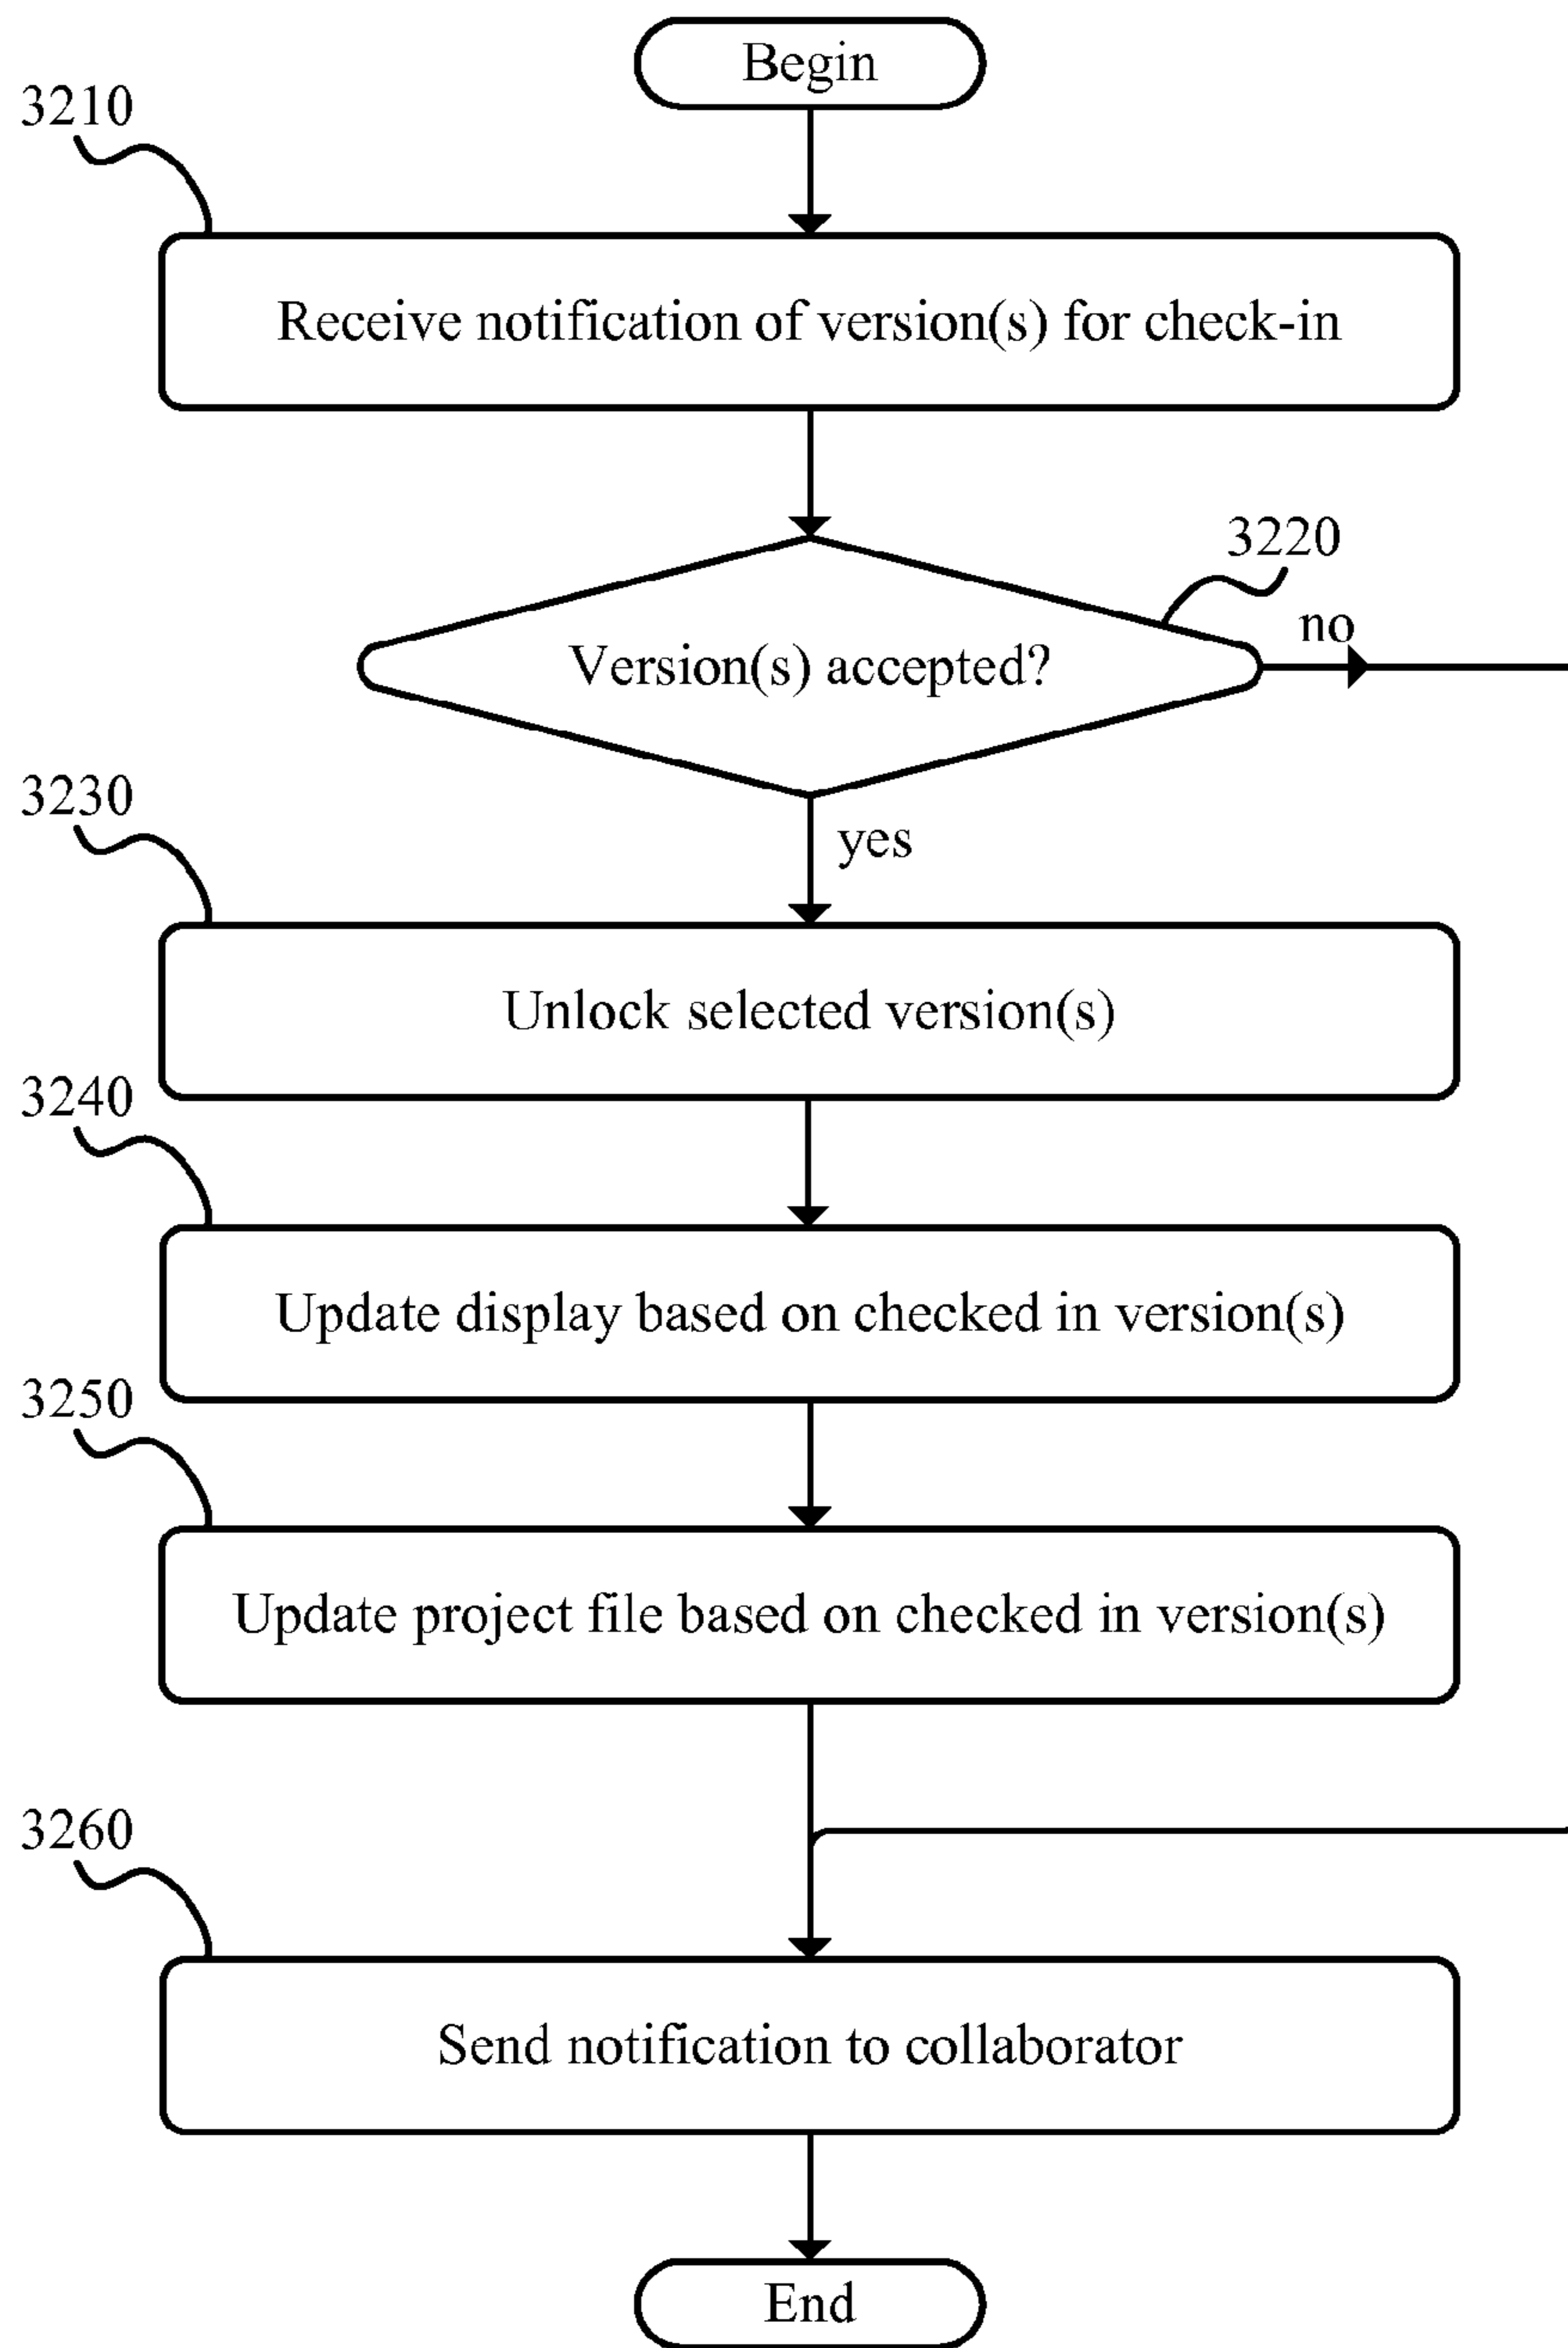 Begin
3210
Receive notification of version(s) for check-in
3220
no
Version(s) accepted?
3230
yes
Unlock selected version(s)
3240
Update display based on checked in version(s)
3250
Update project file based on checked in version(s)
3260
Send notification to collaborator
End